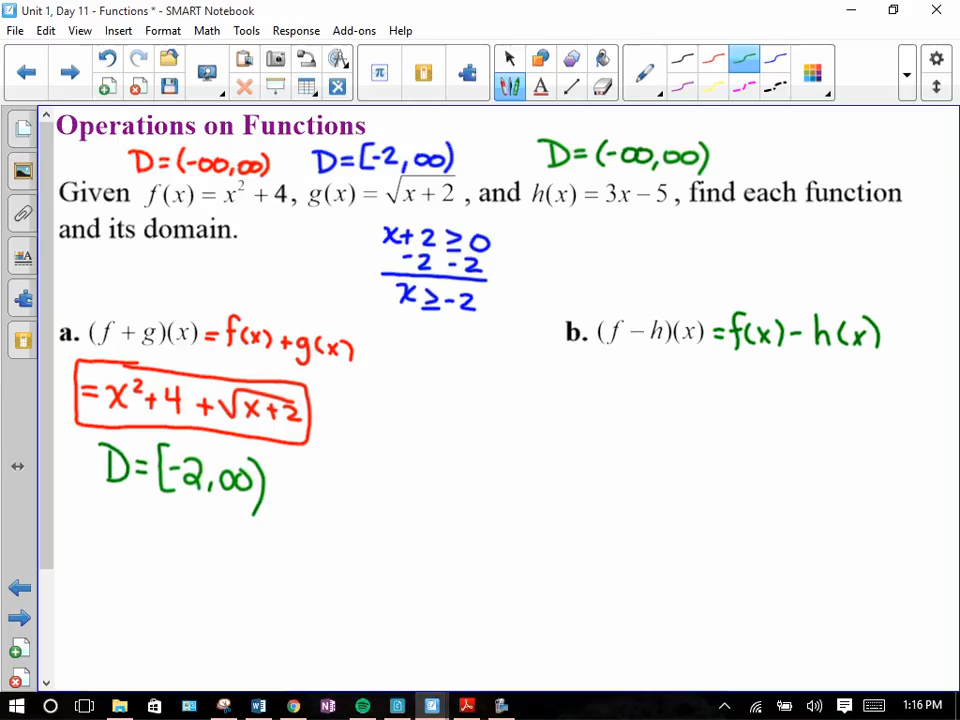 Unit 1, Day 11 - Functions * - SMART Notebook
File Edit View Insert Format Math Tools Response Add-ons Help
Operations on Functions
D=(-∞,∞) D=[-2,∞) D=(-∞,∞)
Given f(x) = x² + 4, g(x) = √(x + 2), and h(x) = 3x − 5, find each function
and its domain.
x+2 ≥ 0
-2 -2
x ≥ -2
a. (f + g)(x) = f(x) + g(x)
= x² + 4 + √(x+2)
D=[-2,∞)
b. (f − h)(x) = f(x) − h(x)
1:16 PM